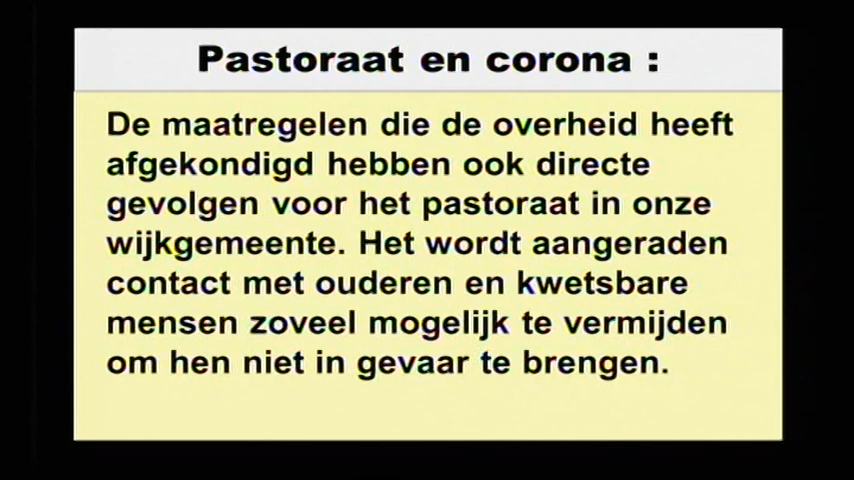 Pastoraat en corona :
De maatregelen die de overheid heeft
afgekondigd hebben ook directe
gevolgen voor het pastoraat in onze
wijkgemeente. Het wordt aangeraden
contact met ouderen en kwetsbare
mensen zoveel mogelijk te vermijden
om hen niet in gevaar te brengen.